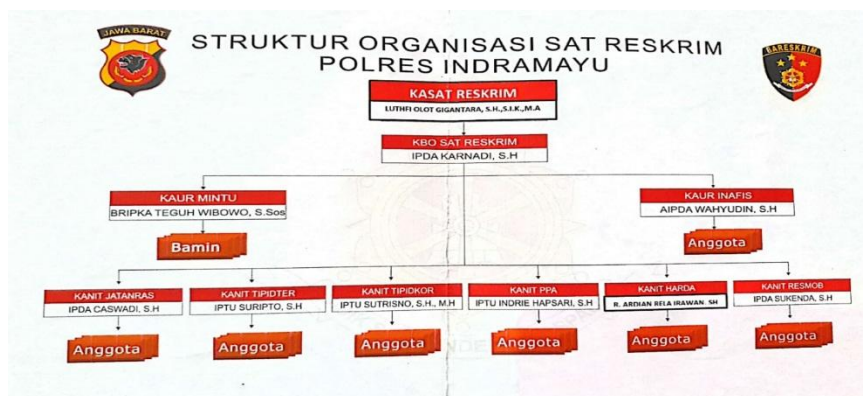 JAWA BARAT
STRUKTUR ORGANISASI SAT RESKRIM
POLRES INDRAMAYU
BARESKRIM
KASAT RESKRIM
LUTHFI OLOT GIGANTARA, S.H.,S.I.K.,M.A
KBO SAT RESKRIM
IPDA KARNADI, S.H
KAUR MINTU
BRIPKA TEGUH WIBOWO, S.Sos
Bamin
KAUR INAFIS
AIPDA WAHYUDIN, S.H
Anggota
KANIT JATANRAS
IPDA CASWADI, S.H
Anggota
KANIT TIPIDTER
IPTU SURIPTO, S.H
Anggota
KANIT TIPIDKOR
IPTU SUTRISNO, S.H., M.H
Anggota
KANIT PPA
IPTU INDRIE HAPSARI, S.H
Anggota
KANIT HARDA
R. ARDIAN RELA IRAWAN. SH
Anggota
KANIT RESMOB
IPDA SUKENDA, S.H
Anggota